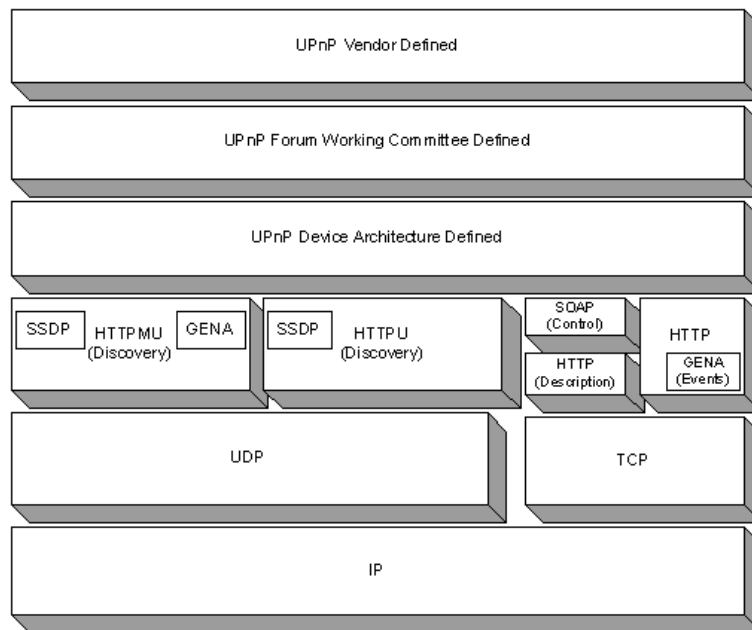 UPnP Vendor Defined
UPnP Forum Working Committee Defined
UPnP Device Architecture Defined
SSDP
HTTPMU
(Discovery)
GENA
SSDP
HTTPU
(Discovery)
SOAP
(Control)
HTTP
(Description)
HTTP
GENA
(Events)
UDP
TCP
IP